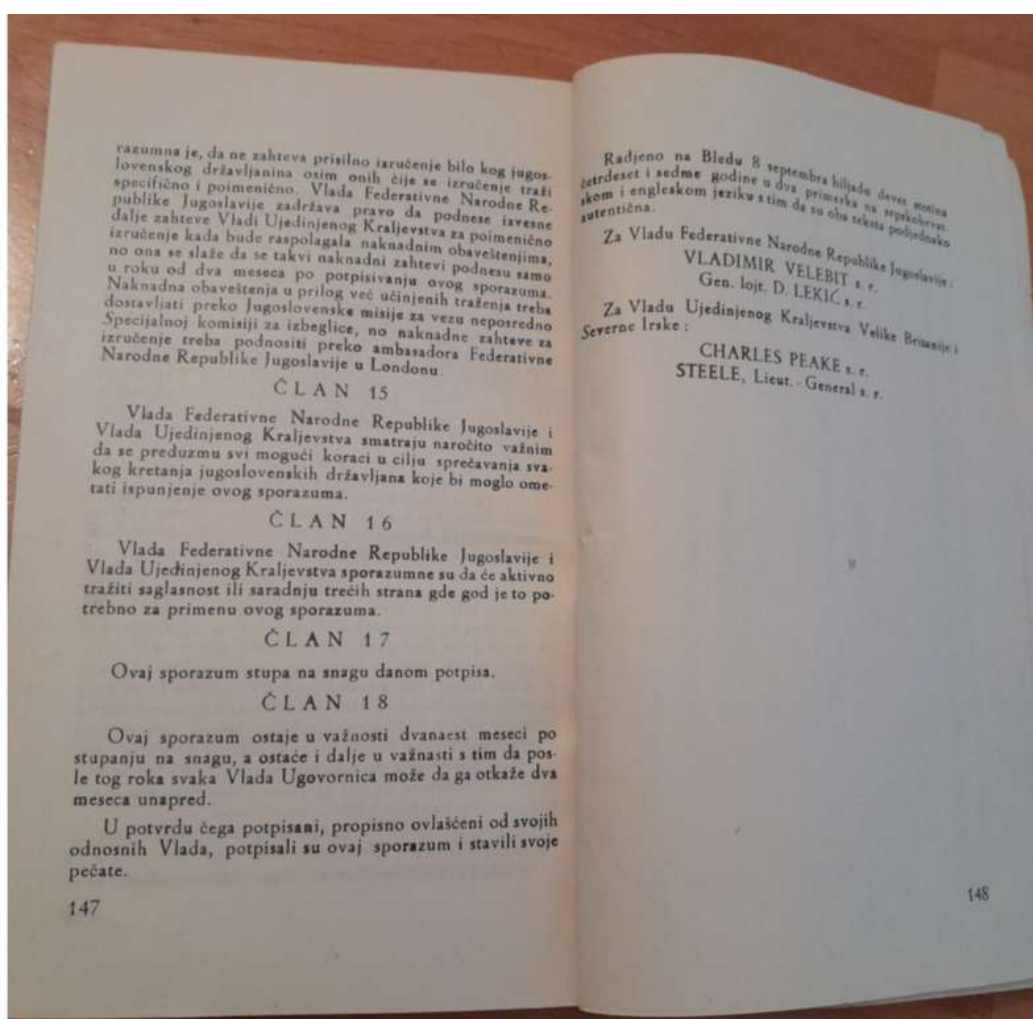 razumna je, da ne zahteva prisilno isručenje bilo kog jugos-
lovenskog državljanina osim onih čije se izručenje traži
specifično i poimenično. Vlada Federativne Narodne Re-
publike Jugoslavije zadržava pravo da podnese izvesne
dalje zahteve Vladi Ujedinjenog Kraljevstva za poimenično
izručenje kada bude raspolagala naknadnim obaveštenjima,
no ona se slaže da se takvi naknadni zahtevi podnesu samo
u roku od dva meseca po potpisivanju ovog sporazuma.
Naknadna obaveštenja u prilog već učinjenih traženja treba
dostavljati preko Jugoslovenske misije za vezu neposredno
Specijalnoj komisiji za izbeglice, no naknadne zahteve za
izručenje treba podnositi preko ambasadora Federativne
Narodne Republike Jugoslavije u Londonu.
ČLAN 15
Vlada Federativne Narodne Republike Jugoslavije i
Vlada Ujedinjenog Kraljevstva smatraju naročito važnim
da se preduzmu svi mogući koraci u cilju sprečavanja sva-
kog kretanja jugoslovenskih državljana koje bi moglo ome-
tati ispunjenje ovog sporazuma.
ČLAN 16
Vlada Federativne Narodne Republike Jugoslavije i
Vlada Ujedinjenog Kraljevstva sporazumne su da će aktivno
tražiti saglasnost ili saradnju trećih strana gde god je to po-
trebno za primenu ovog sporazuma.
ČLAN 17
Ovaj sporazum stupa na snagu danom potpisa.
ČLAN 18
Ovaj sporazum ostaje u važnosti dvanaest meseci po
stupanju na snagu, a ostaće i dalje u važnasti s tim da pos-
le tog roka svaka Vlada Ugovornica može da ga otkaže dva
meseca unapred.
U potvrdu čega potpisani, propisno ovlašćeni od svojih
odnosnih Vlada, potpisali su ovaj sporazum i stavili svoje
pečate.
147
Radjeno na Bledu 8 septembra hiljadu devet stotina
četrdeset i sedme godine u dva primerka na srpskohrvat-
skom i engleskom jeziku s tim da su oba teksta podjednako
autentična.
Za Vladu Federativne Narodne Republike Jugoslavije :
VLADIMIR VELEBIT s. r.
Gen. lojt. D. LEKIĆ s. r.
Za Vladu Ujedinjenog Kraljevstva Velike Britanije i
Severne Irske :
CHARLES PEAKE s. r.
STEELE, Lieut. - General s. r.
148